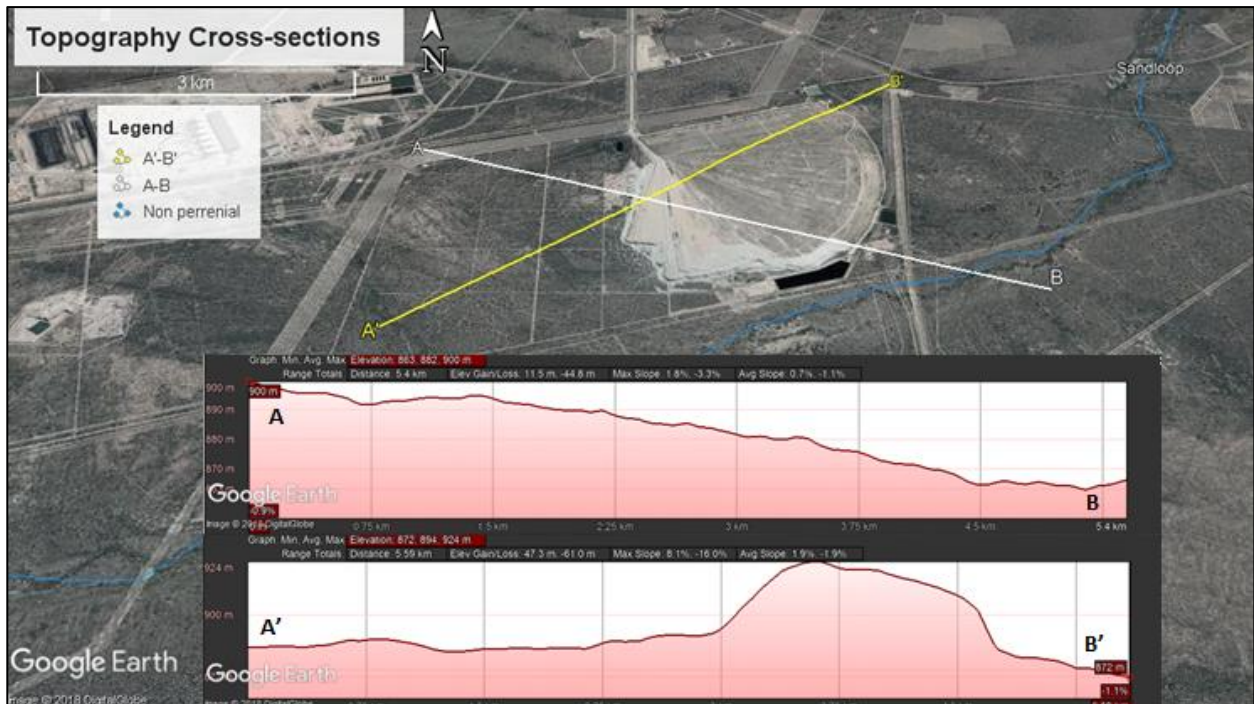 Topography Cross-sections
N
3 km
Legend
A'-B'
A-B
Non perrenial
Sandloop
A
B'
B
A'
Graph: Min, Avg, Max Elevation: 863, 882, 900 m
Range Totals: Distance: 5.4 km Elev Gain/Loss: 11.5 m, -44.8 m Max Slope: 1.8%, -3.3% Avg Slope: 0.7%, -1.1%
900 m
900 m
A
890 m
880 m
870 m
Google Earth
B
-0.9%
Image © 2018 DigitalGlobe
0.75 km 1.5 km 2.25 km 3 km 3.75 km 4.5 km 5.4 km
Graph: Min, Avg, Max Elevation: 872, 894, 924 m
Range Totals: Distance: 5.59 km Elev Gain/Loss: 47.3 m, -61.0 m Max Slope: 8.1%, -16.0% Avg Slope: 1.9%, -1.9%
924 m
900 m
A'
B'
872 m
Google Earth
Google Earth
-1.1%
Image © 2018 DigitalGlobe